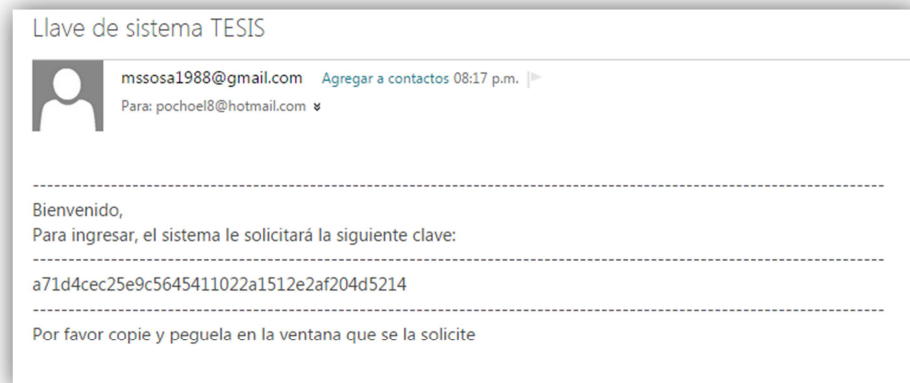 Llave de sistema TESIS
mssosa1988@gmail.com Agregar a contactos 08:17 p.m.
Para: pochoel8@hotmail.com
Bienvenido,
Para ingresar, el sistema le solicitará la siguiente clave:
a71d4cec25e9c5645411022a1512e2af204d5214
Por favor copie y peguela en la ventana que se la solicite